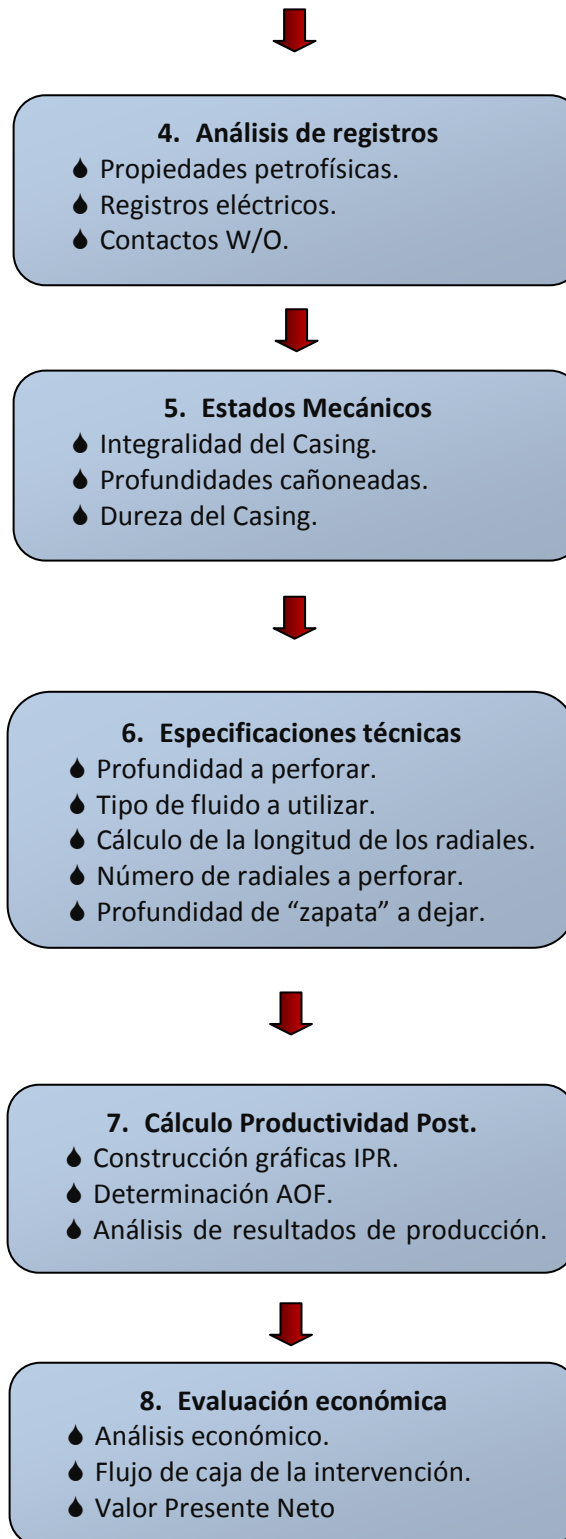 4. Análisis de registros
Propiedades petrofísicas.
Registros eléctricos.
Contactos W/O.
5. Estados Mecánicos
Integralidad del Casing.
Profundidades cañoneadas.
Dureza del Casing.
6. Especificaciones técnicas
Profundidad a perforar.
Tipo de fluido a utilizar.
Cálculo de la longitud de los radiales.
Número de radiales a perforar.
Profundidad de “zapata” a dejar.
7. Cálculo Productividad Post.
Construcción gráficas IPR.
Determinación AOF.
Análisis de resultados de producción.
8. Evaluación económica
Análisis económico.
Flujo de caja de la intervención.
Valor Presente Neto